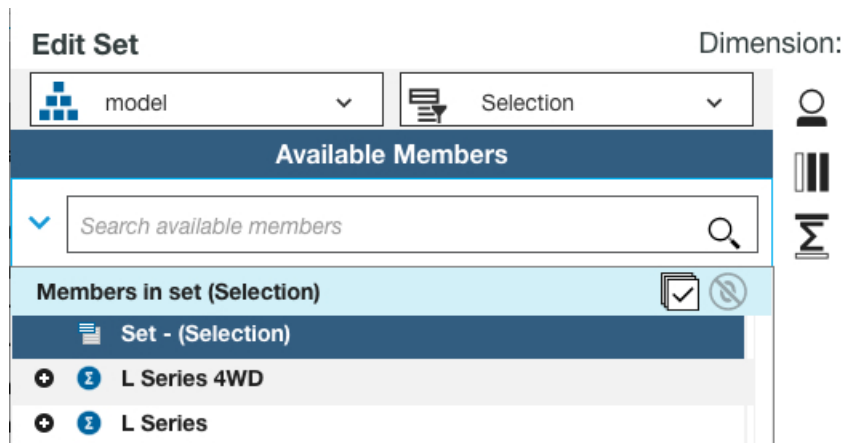 Edit Set
Dimension:
model
Selection
Available Members
Search available members
Members in set (Selection)
Set - (Selection)
L Series 4WD
L Series